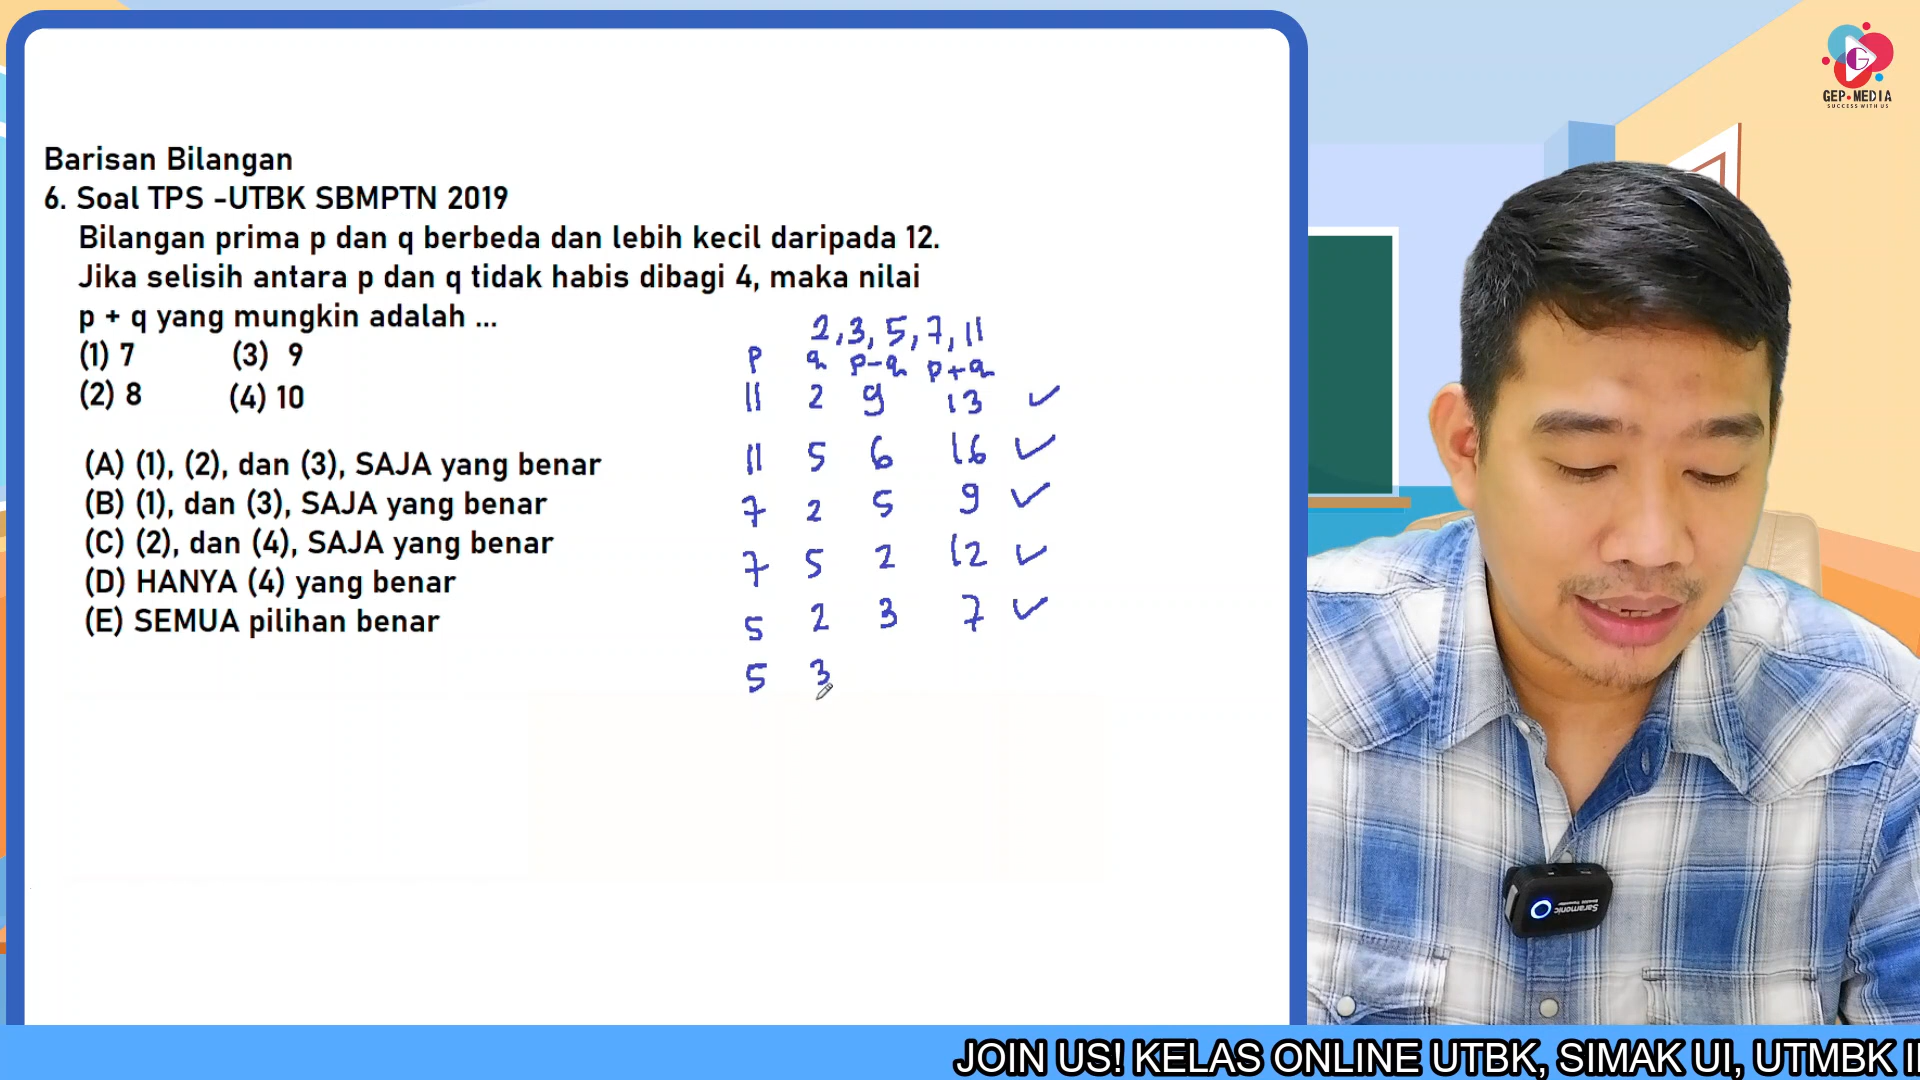 GEP•MEDIA
SUCCESS WITH US
Barisan Bilangan
6. Soal TPS -UTBK SBMPTN 2019
Bilangan prima p dan q berbeda dan lebih kecil daripada 12.
Jika selisih antara p dan q tidak habis dibagi 4, maka nilai
p + q yang mungkin adalah ...
(1) 7 (3) 9
(2) 8 (4) 10
(A) (1), (2), dan (3), SAJA yang benar
(B) (1), dan (3), SAJA yang benar
(C) (2), dan (4), SAJA yang benar
(D) HANYA (4) yang benar
(E) SEMUA pilihan benar
2, 3, 5, 7, 11
p q p-q p+q
11 2 9 13 ✓
11 5 6 16 ✓
7 2 5 9 ✓
7 5 2 12 ✓
5 2 3 7 ✓
5 3
Saramonic
JOIN US! KELAS ONLINE UTBK, SIMAK UI, UTMBK